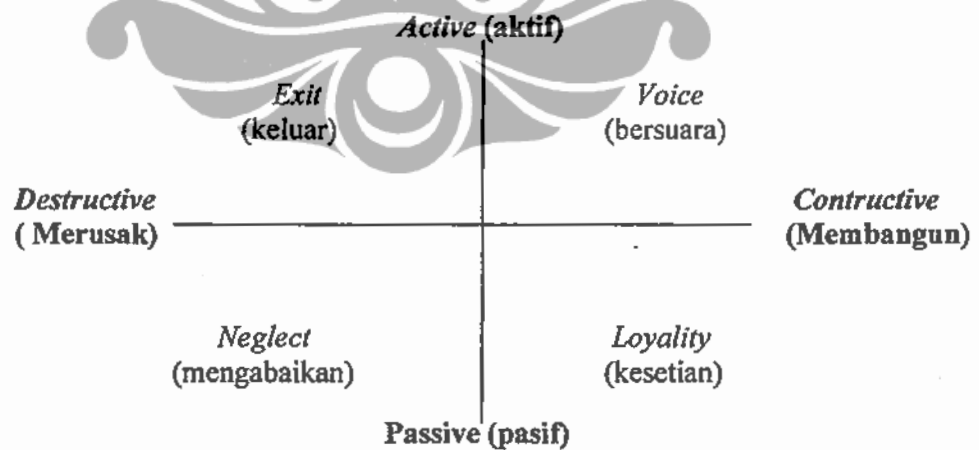 Active (aktif)
Exit
(keluar)
Voice
(bersuara)
Destructive
( Merusak)
Contructive
(Membangun)
Neglect
(mengabaikan)
Loyality
(kesetian)
Passive (pasif)